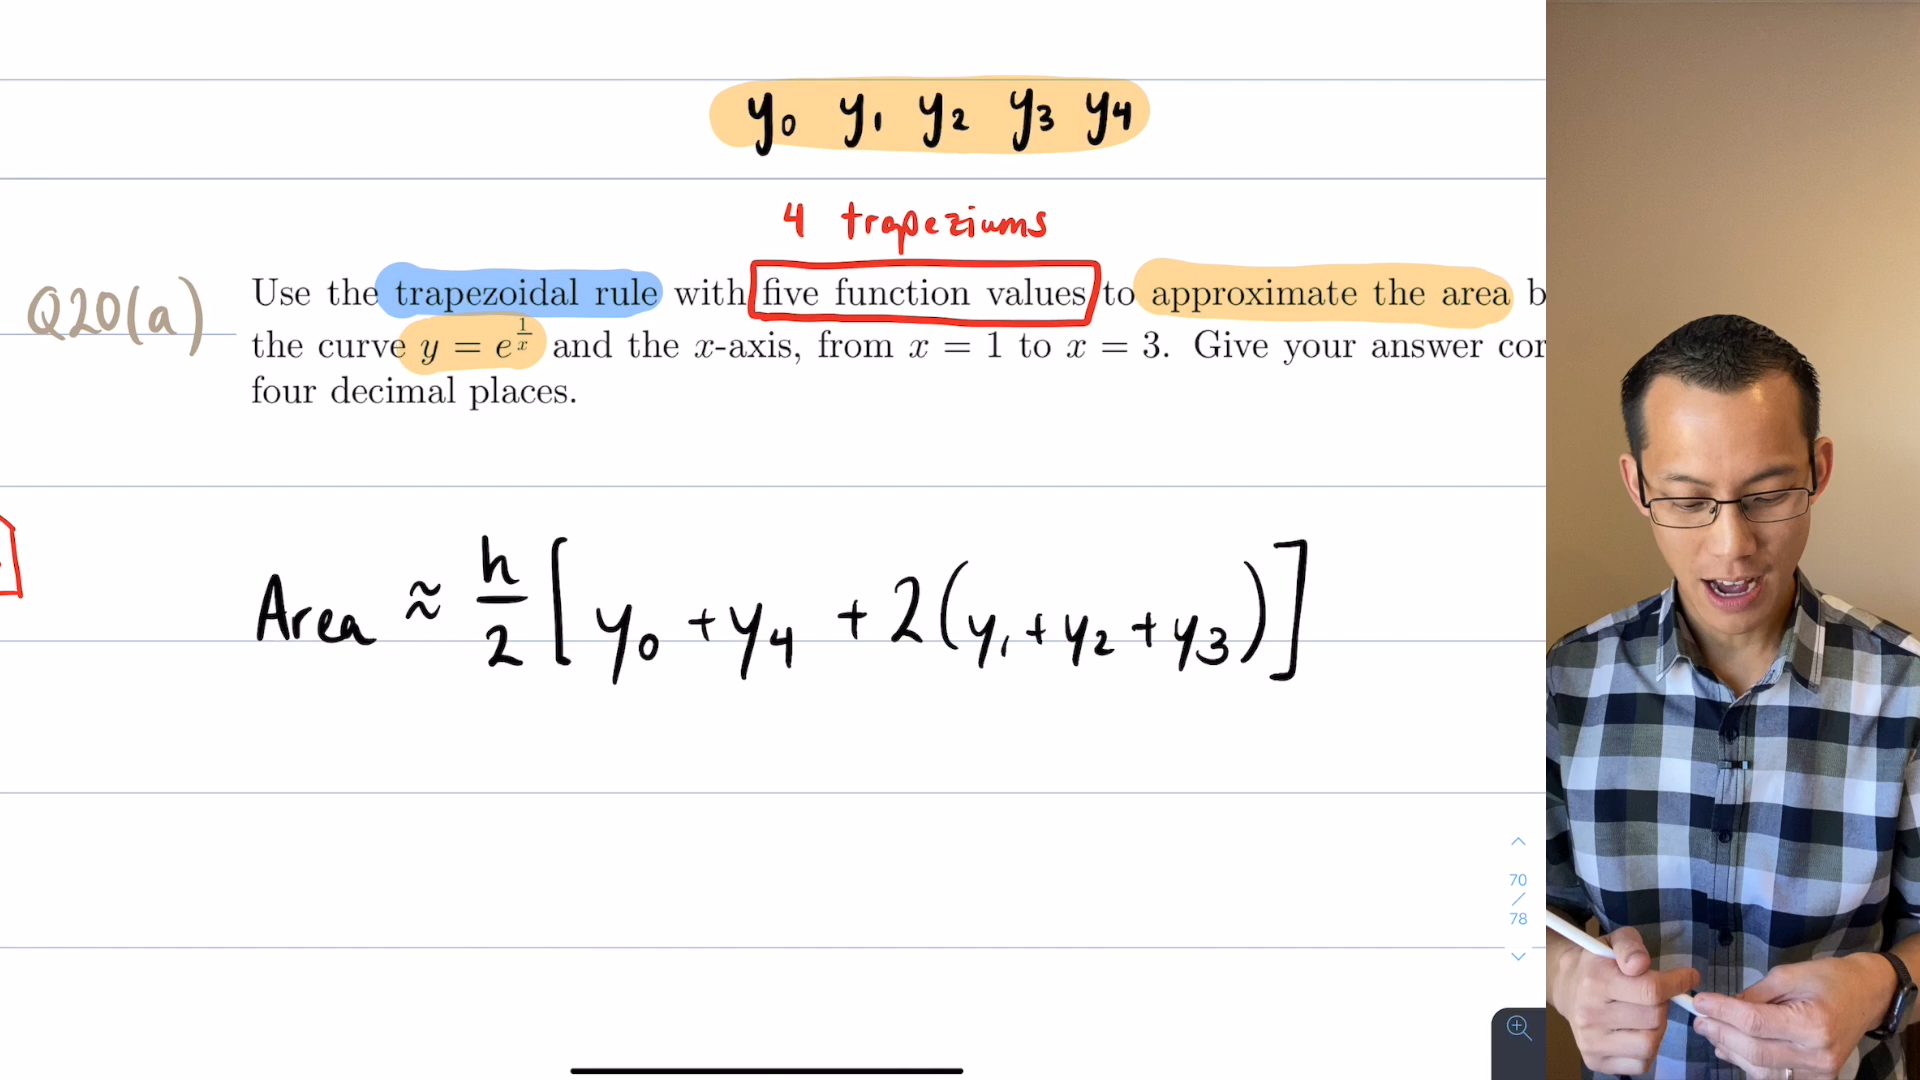 y₀ y₁ y₂ y₃ y₄
4 trapeziums
Q20(a)
Use the trapezoidal rule with five function values to approximate the area b
the curve y = e^{1/x} and the x-axis, from x = 1 to x = 3. Give your answer cor
four decimal places.
Area ≈ h/2 [y₀ + y₄ + 2(y₁ + y₂ + y₃)]
70
/
78